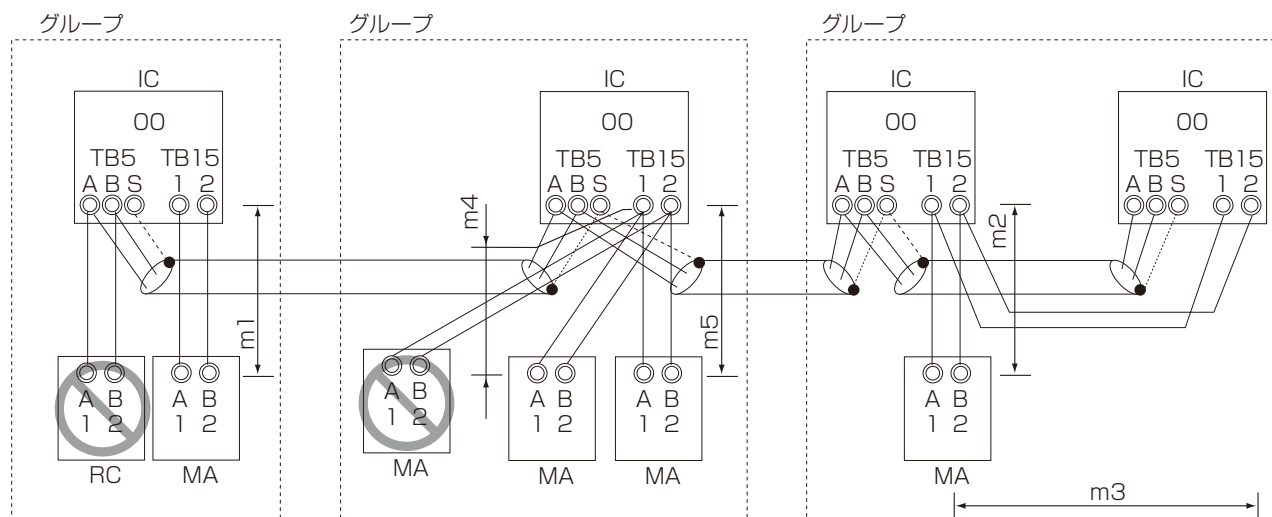 グループ グループ グループ
IC IC IC IC
00 00 00 00
TB5 TB15 TB5 TB15 TB5 TB15 TB5 TB15
A B S 1 2 A B S 1 2 A B S 1 2 A B S 1 2
m4
m2
m1
m5
A B A B A B A B A B A B
1 2 1 2 1 2 1 2 1 2 1 2
RC MA MA MA MA MA
m3